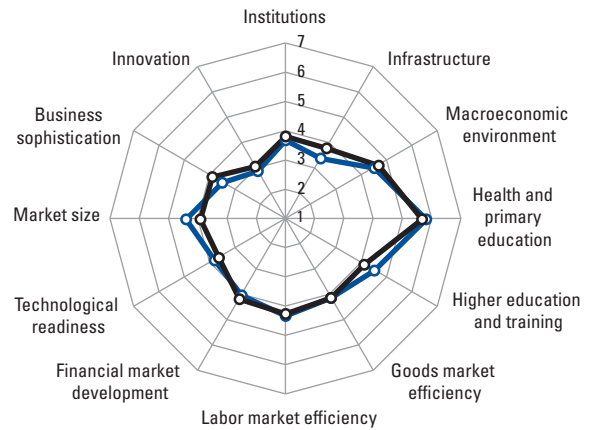 Institutions
7
6
5
4
3
2
1
Infrastructure
Macroeconomic
environment
Health and
primary
education
Higher education
and training
Goods market
efficiency
Labor market efficiency
Financial market
development
Technological
readiness
Market size
Business
sophistication
Innovation